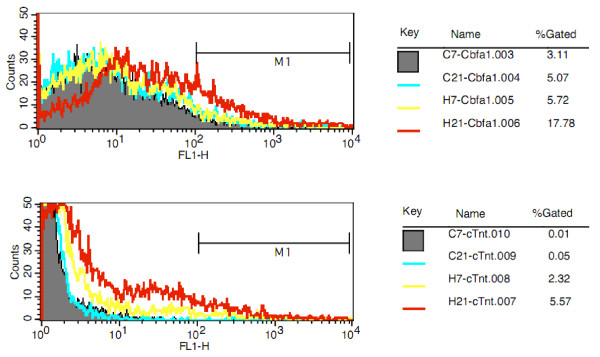 Counts
0 10 20 30 40 50
M1
10^0 10^1 10^2 10^3 10^4
FL1-H
Key Name %Gated
C7-Cbfa1.003 3.11
C21-Cbfa1.004 5.07
H7-Cbfa1.005 5.72
H21-Cbfa1.006 17.78
Counts
0 10 20 30 40 50
M1
10^0 10^1 10^2 10^3 10^4
FL1-H
Key Name %Gated
C7-cTnt.010 0.01
C21-cTnt.009 0.05
H7-cTnt.008 2.32
H21-cTnt.007 5.57